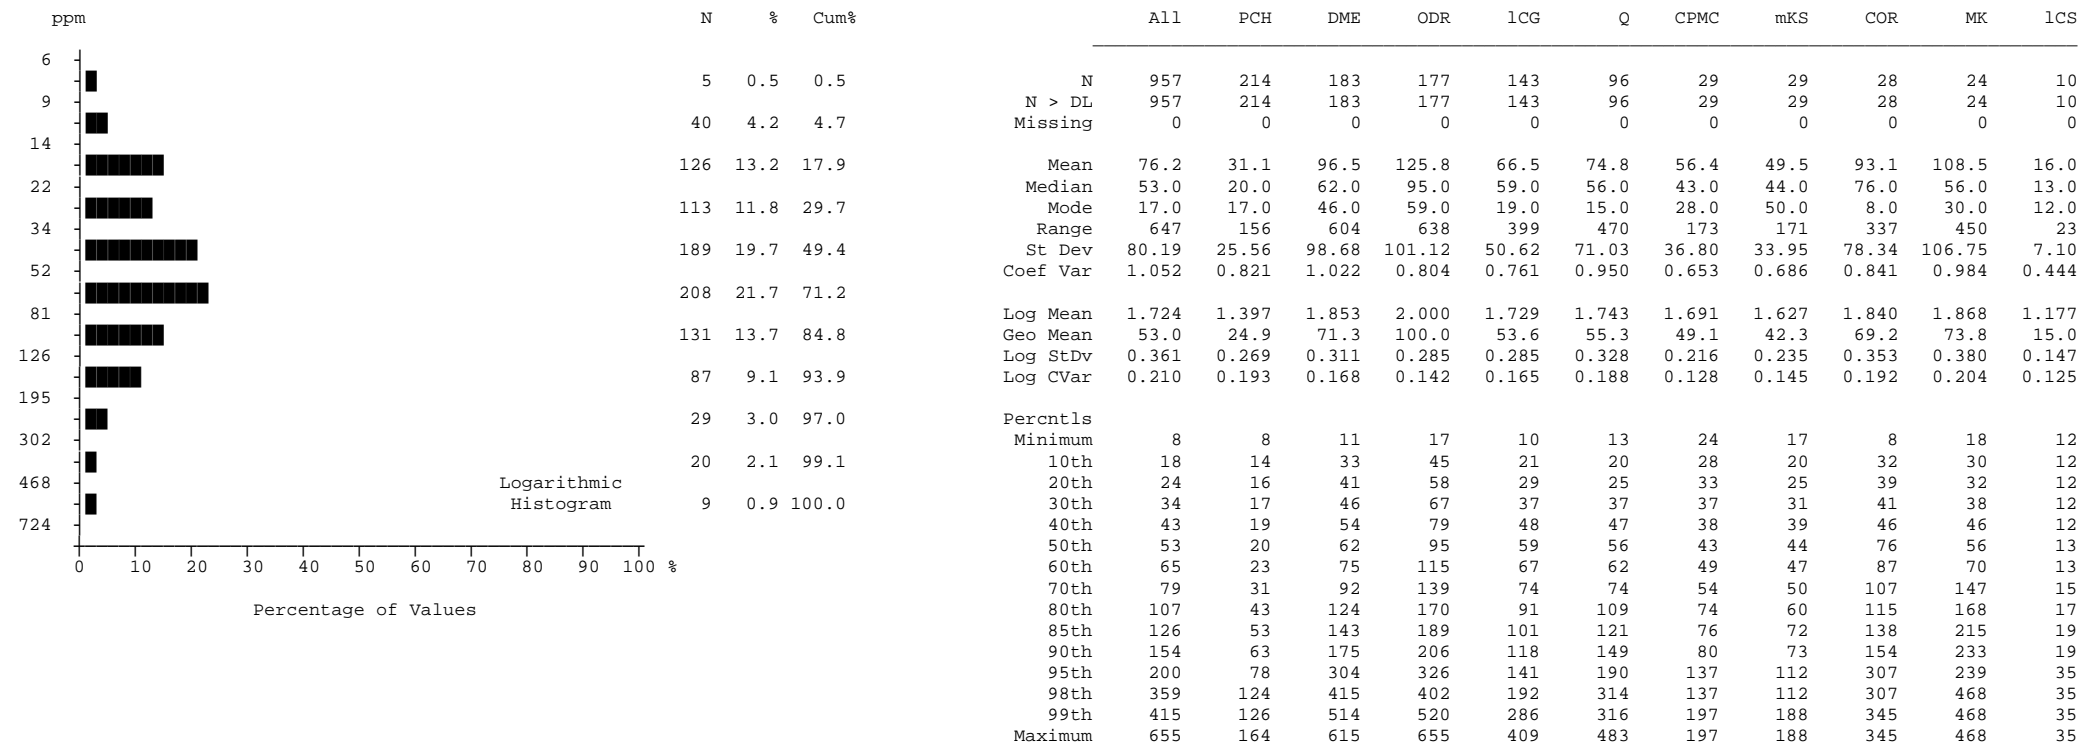 ppm N % Cum% All PCH DME ODR lCG Q CPMC mKS COR MK lCS
6
5 0.5 0.5 N 957 214 183 177 143 96 29 29 28 24 10
9 N > DL 957 214 183 177 143 96 29 29 28 24 10
40 4.2 4.7 Missing 0 0 0 0 0 0 0 0 0 0 0
14
126 13.2 17.9 Mean 76.2 31.1 96.5 125.8 66.5 74.8 56.4 49.5 93.1 108.5 16.0
22 Median 53.0 20.0 62.0 95.0 59.0 56.0 43.0 44.0 76.0 56.0 13.0
113 11.8 29.7 Mode 17.0 17.0 46.0 59.0 19.0 15.0 28.0 50.0 8.0 30.0 12.0
34 Range 647 156 604 638 399 470 173 171 337 450 23
189 19.7 49.4 St Dev 80.19 25.56 98.68 101.12 50.62 71.03 36.80 33.95 78.34 106.75 7.10
52 Coef Var 1.052 0.821 1.022 0.804 0.761 0.950 0.653 0.686 0.841 0.984 0.444
208 21.7 71.2
81 Log Mean 1.724 1.397 1.853 2.000 1.729 1.743 1.691 1.627 1.840 1.868 1.177
131 13.7 84.8 Geo Mean 53.0 24.9 71.3 100.0 53.6 55.3 49.1 42.3 69.2 73.8 15.0
126 Log StDv 0.361 0.269 0.311 0.285 0.285 0.328 0.216 0.235 0.353 0.380 0.147
87 9.1 93.9 Log CVar 0.210 0.193 0.168 0.142 0.165 0.188 0.128 0.145 0.192 0.204 0.125
195
29 3.0 97.0 Percntls
302 Minimum 8 8 11 17 10 13 24 17 8 18 12
20 2.1 99.1 10th 18 14 33 45 21 20 28 20 32 30 12
468 Logarithmic 20th 24 16 41 58 29 25 33 25 39 32 12
Histogram 9 0.9 100.0 30th 34 17 46 67 37 37 37 31 41 38 12
724 40th 43 19 54 79 48 47 38 39 46 46 12
50th 53 20 62 95 59 56 43 44 76 56 13
0 10 20 30 40 50 60 70 80 90 100 % 60th 65 23 75 115 67 62 49 47 87 70 13
70th 79 31 92 139 74 74 54 50 107 147 15
Percentage of Values 80th 107 43 124 170 91 109 74 60 115 168 17
85th 126 53 143 189 101 121 76 72 138 215 19
90th 154 63 175 206 118 149 80 73 154 233 19
95th 200 78 304 326 141 190 137 112 307 239 35
98th 359 124 415 402 192 314 137 112 307 468 35
99th 415 126 514 520 286 316 197 188 345 468 35
Maximum 655 164 615 655 409 483 197 188 345 468 35